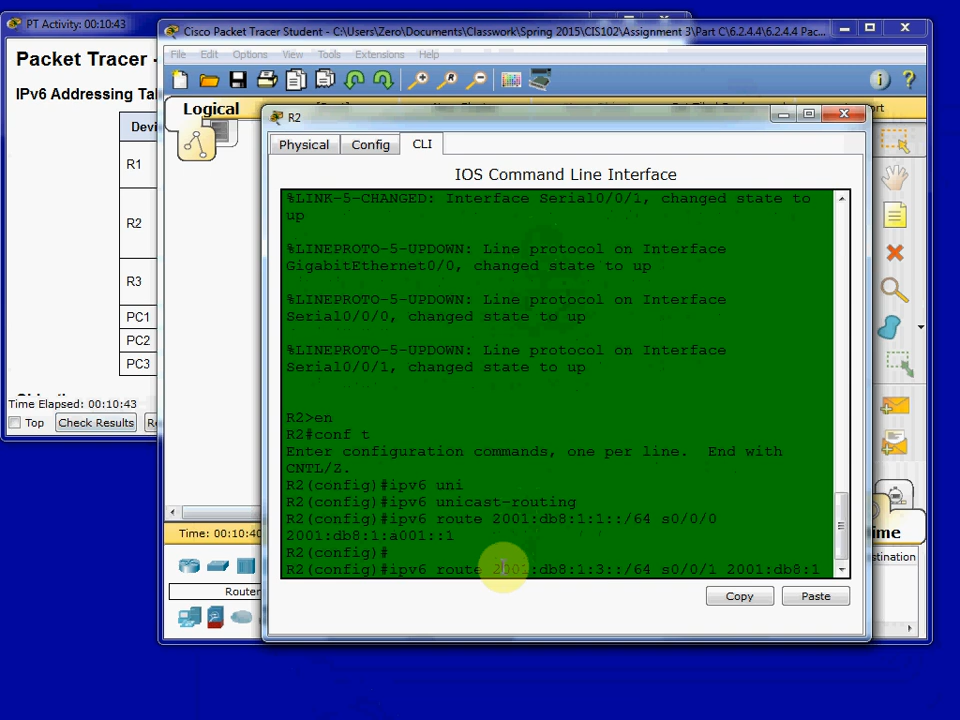 PT Activity: 00:10:43
Packet Tracer -
IPv6 Addressing Ta
Devi
R1
R2
R3
PC1
PC2
PC3
Time Elapsed: 00:10:43
Top
Check Results
Cisco Packet Tracer Student - C:\Users\Zero\Documents\Classwork\Spring 2015\CIS102\Assignment 3\Part C\6.2.4.4\6.2.4.4 Pac...
File Edit Options View Tools Extensions Help
Logical
Time: 00:10:40
Router
R2
Physical
Config
CLI
IOS Command Line Interface
%LINK-5-CHANGED: Interface Serial0/0/1, changed state to
up
%LINEPROTO-5-UPDOWN: Line protocol on Interface
GigabitEthernet0/0, changed state to up
%LINEPROTO-5-UPDOWN: Line protocol on Interface
Serial0/0/0, changed state to up
%LINEPROTO-5-UPDOWN: Line protocol on Interface
Serial0/0/1, changed state to up
R2>en
R2#conf t
Enter configuration commands, one per line. End with
CNTL/Z.
R2(config)#ipv6 uni
R2(config)#ipv6 unicast-routing
R2(config)#ipv6 route 2001:db8:1:1::/64 s0/0/0
2001:db8:1:a001::1
R2(config)#
R2(config)#ipv6 route 2001:db8:1:3::/64 s0/0/1 2001:db8:1
Copy
Paste
ime
stination